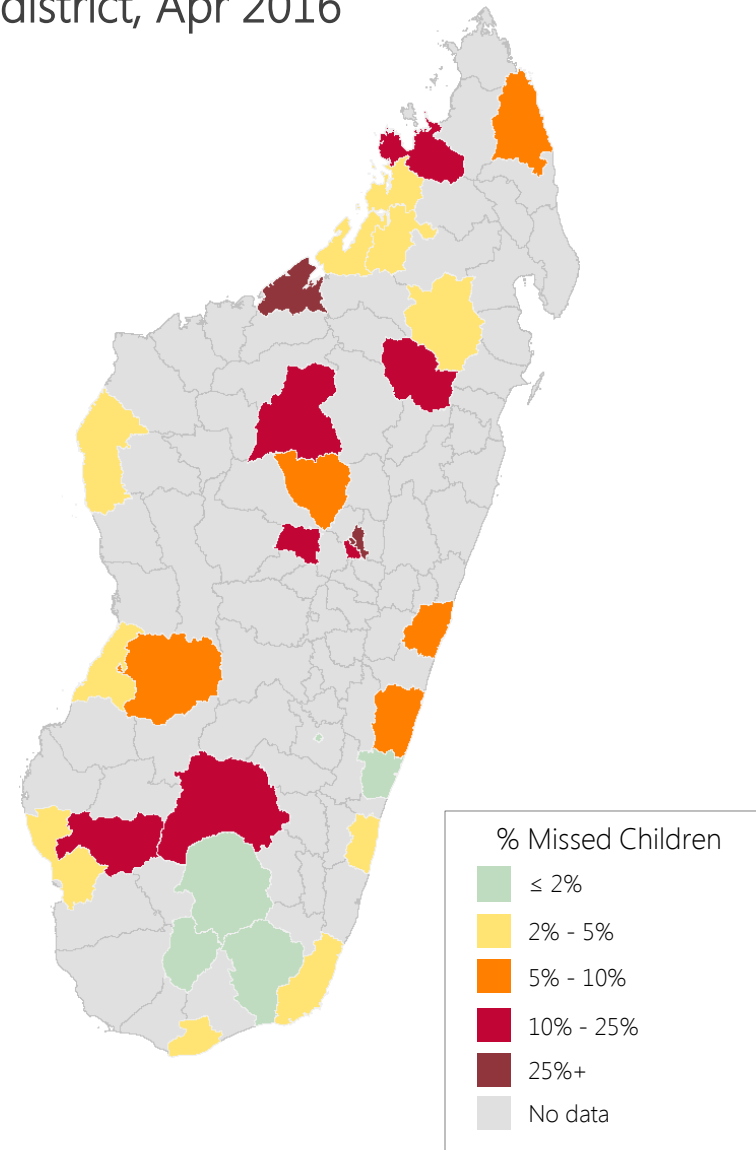 district, Apr 2016
% Missed Children
≤ 2%
2% - 5%
5% - 10%
10% - 25%
25%+
No data